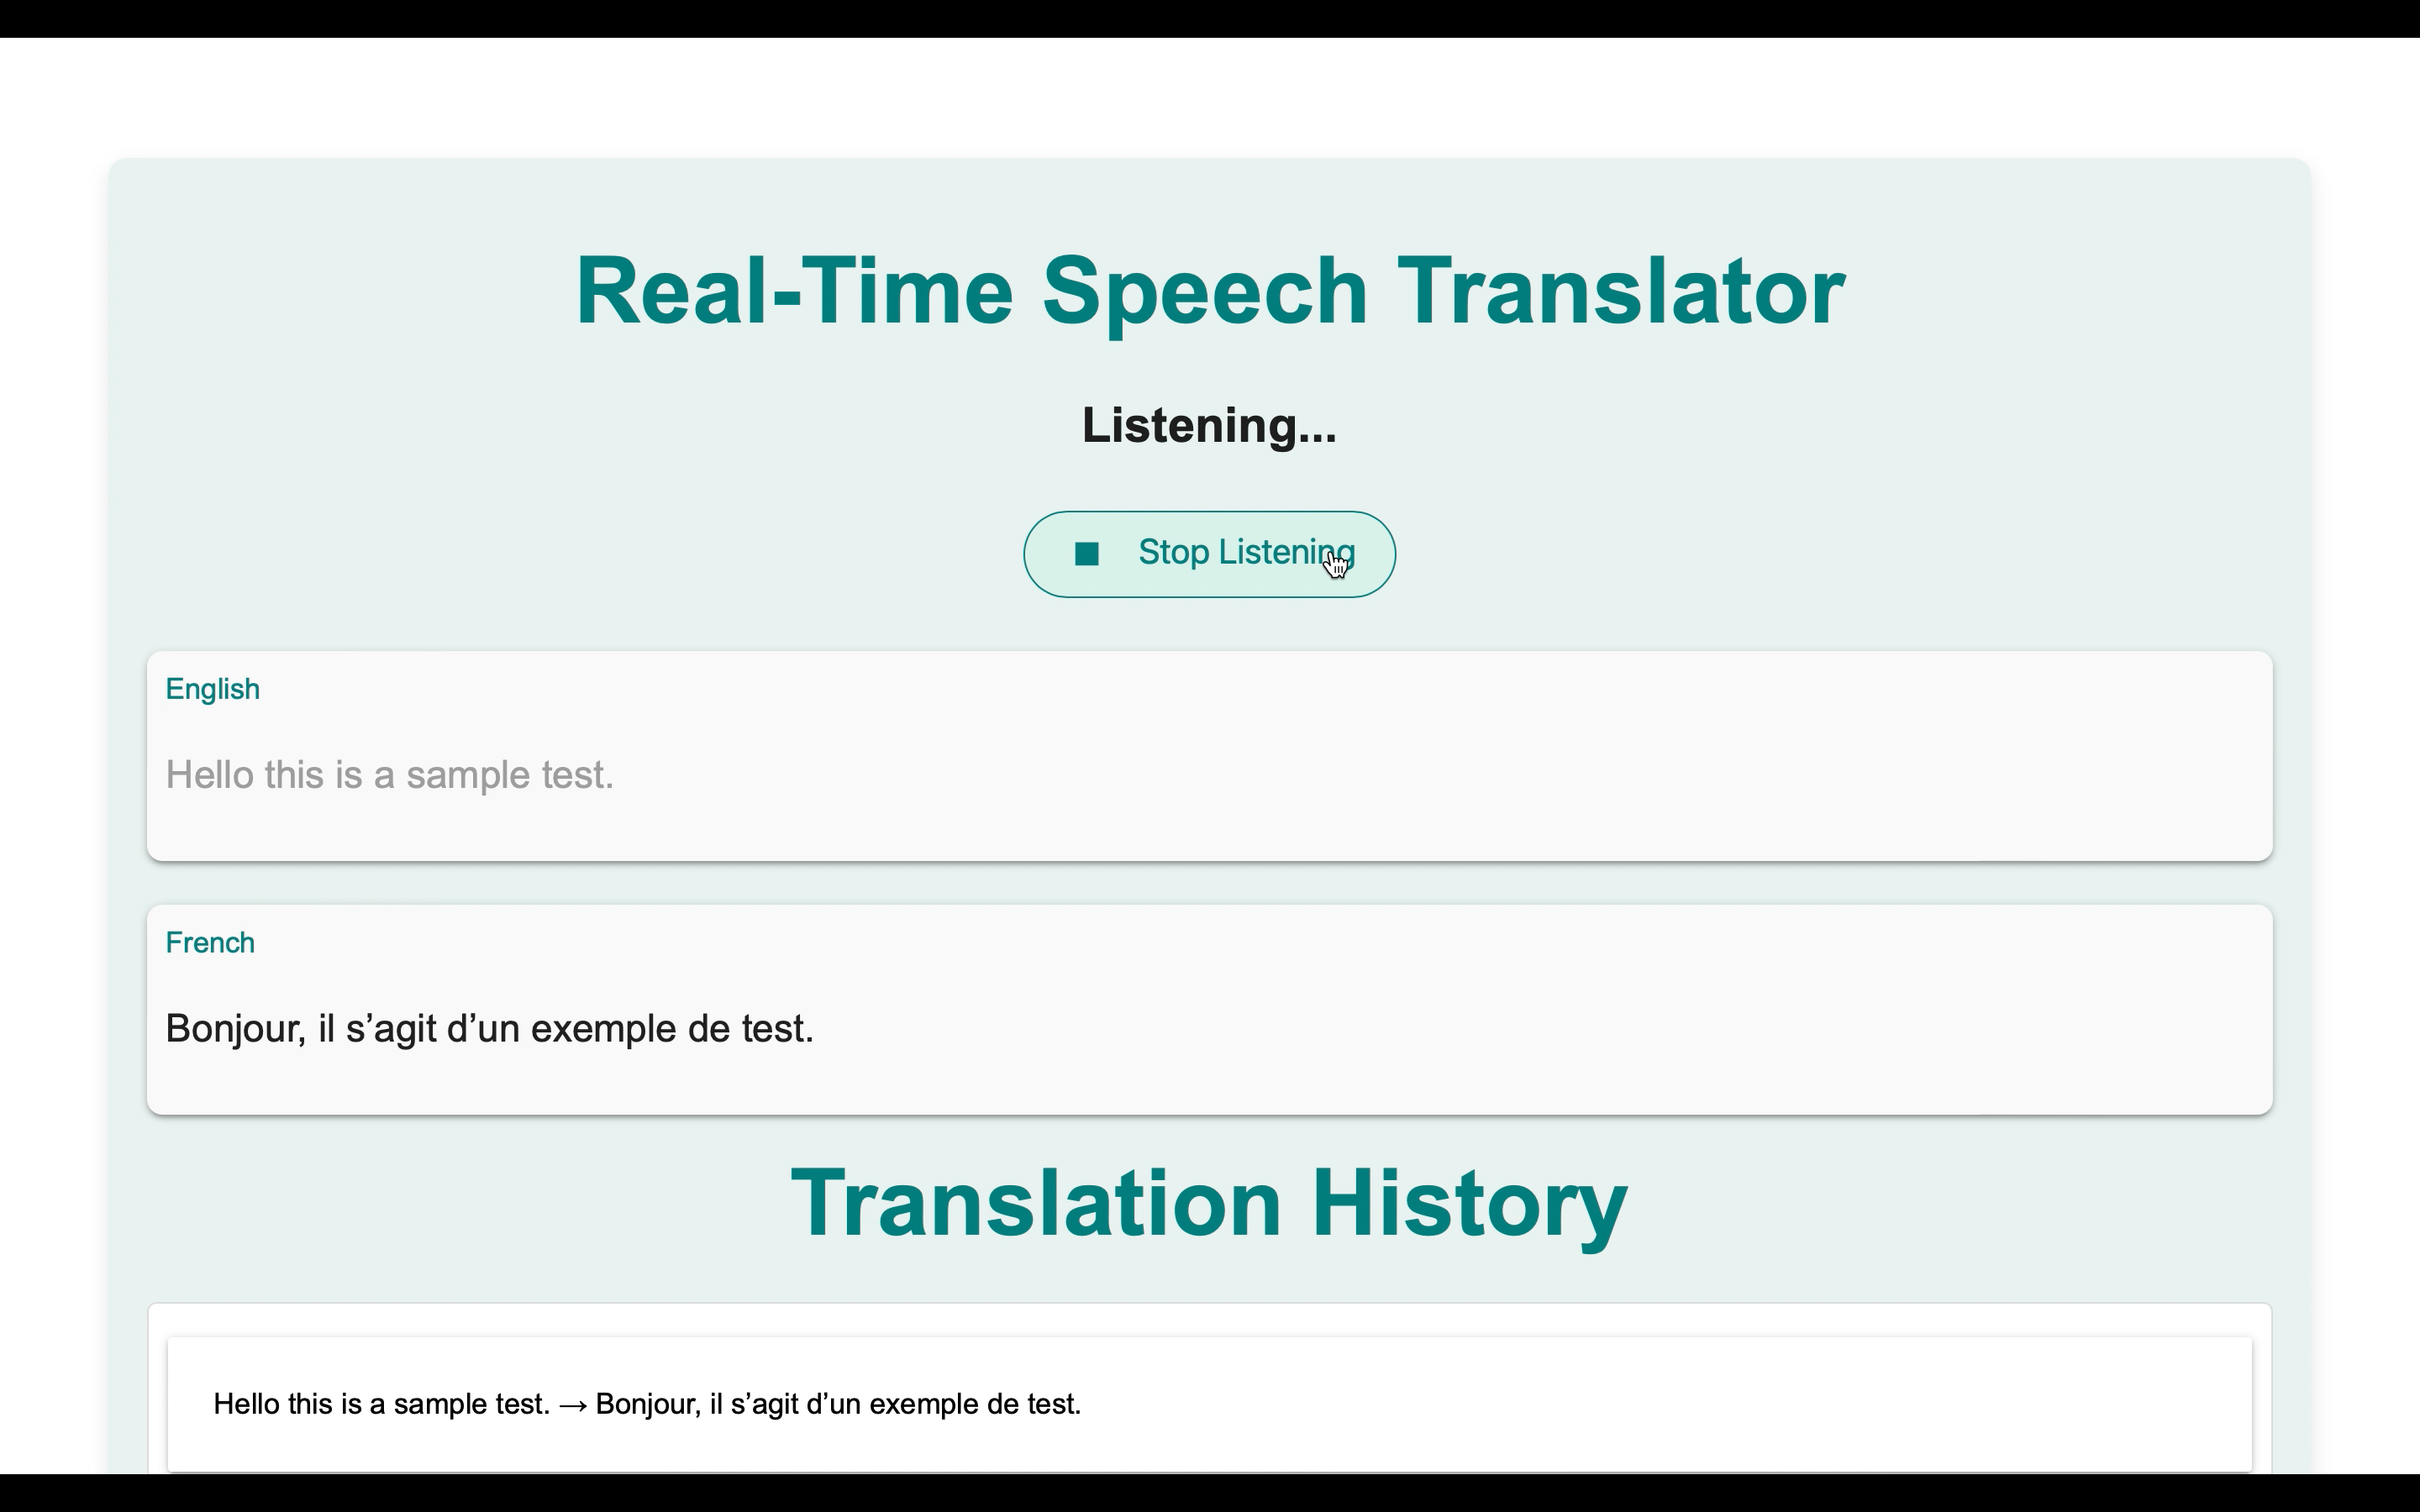 Real-Time Speech Translator
Listening...
Stop Listening
English
Hello this is a sample test.
French
Bonjour, il s’agit d’un exemple de test.
Translation History
Hello this is a sample test. → Bonjour, il s’agit d’un exemple de test.